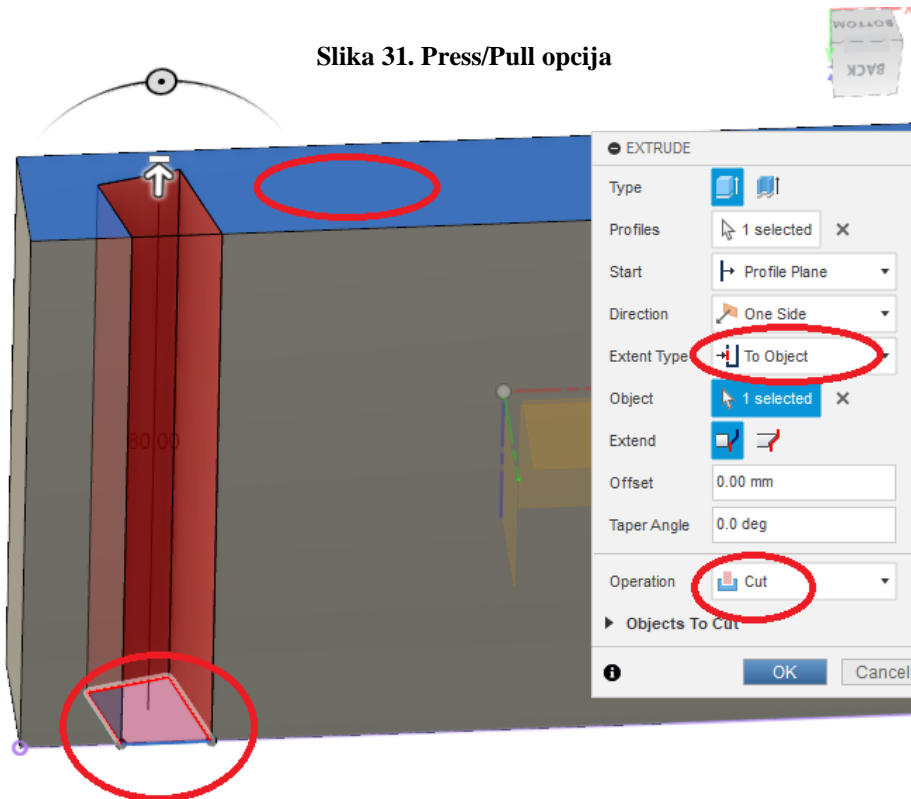 Slika 31. Press/Pull opcija
BOTTOM
BACK
EXTRUDE
Type
Profiles 1 selected
Start Profile Plane
Direction One Side
Extent Type To Object
Object 1 selected
Extend
Offset 0.00 mm
Taper Angle 0.0 deg
Operation Cut
Objects To Cut
OK Cancel
80.00